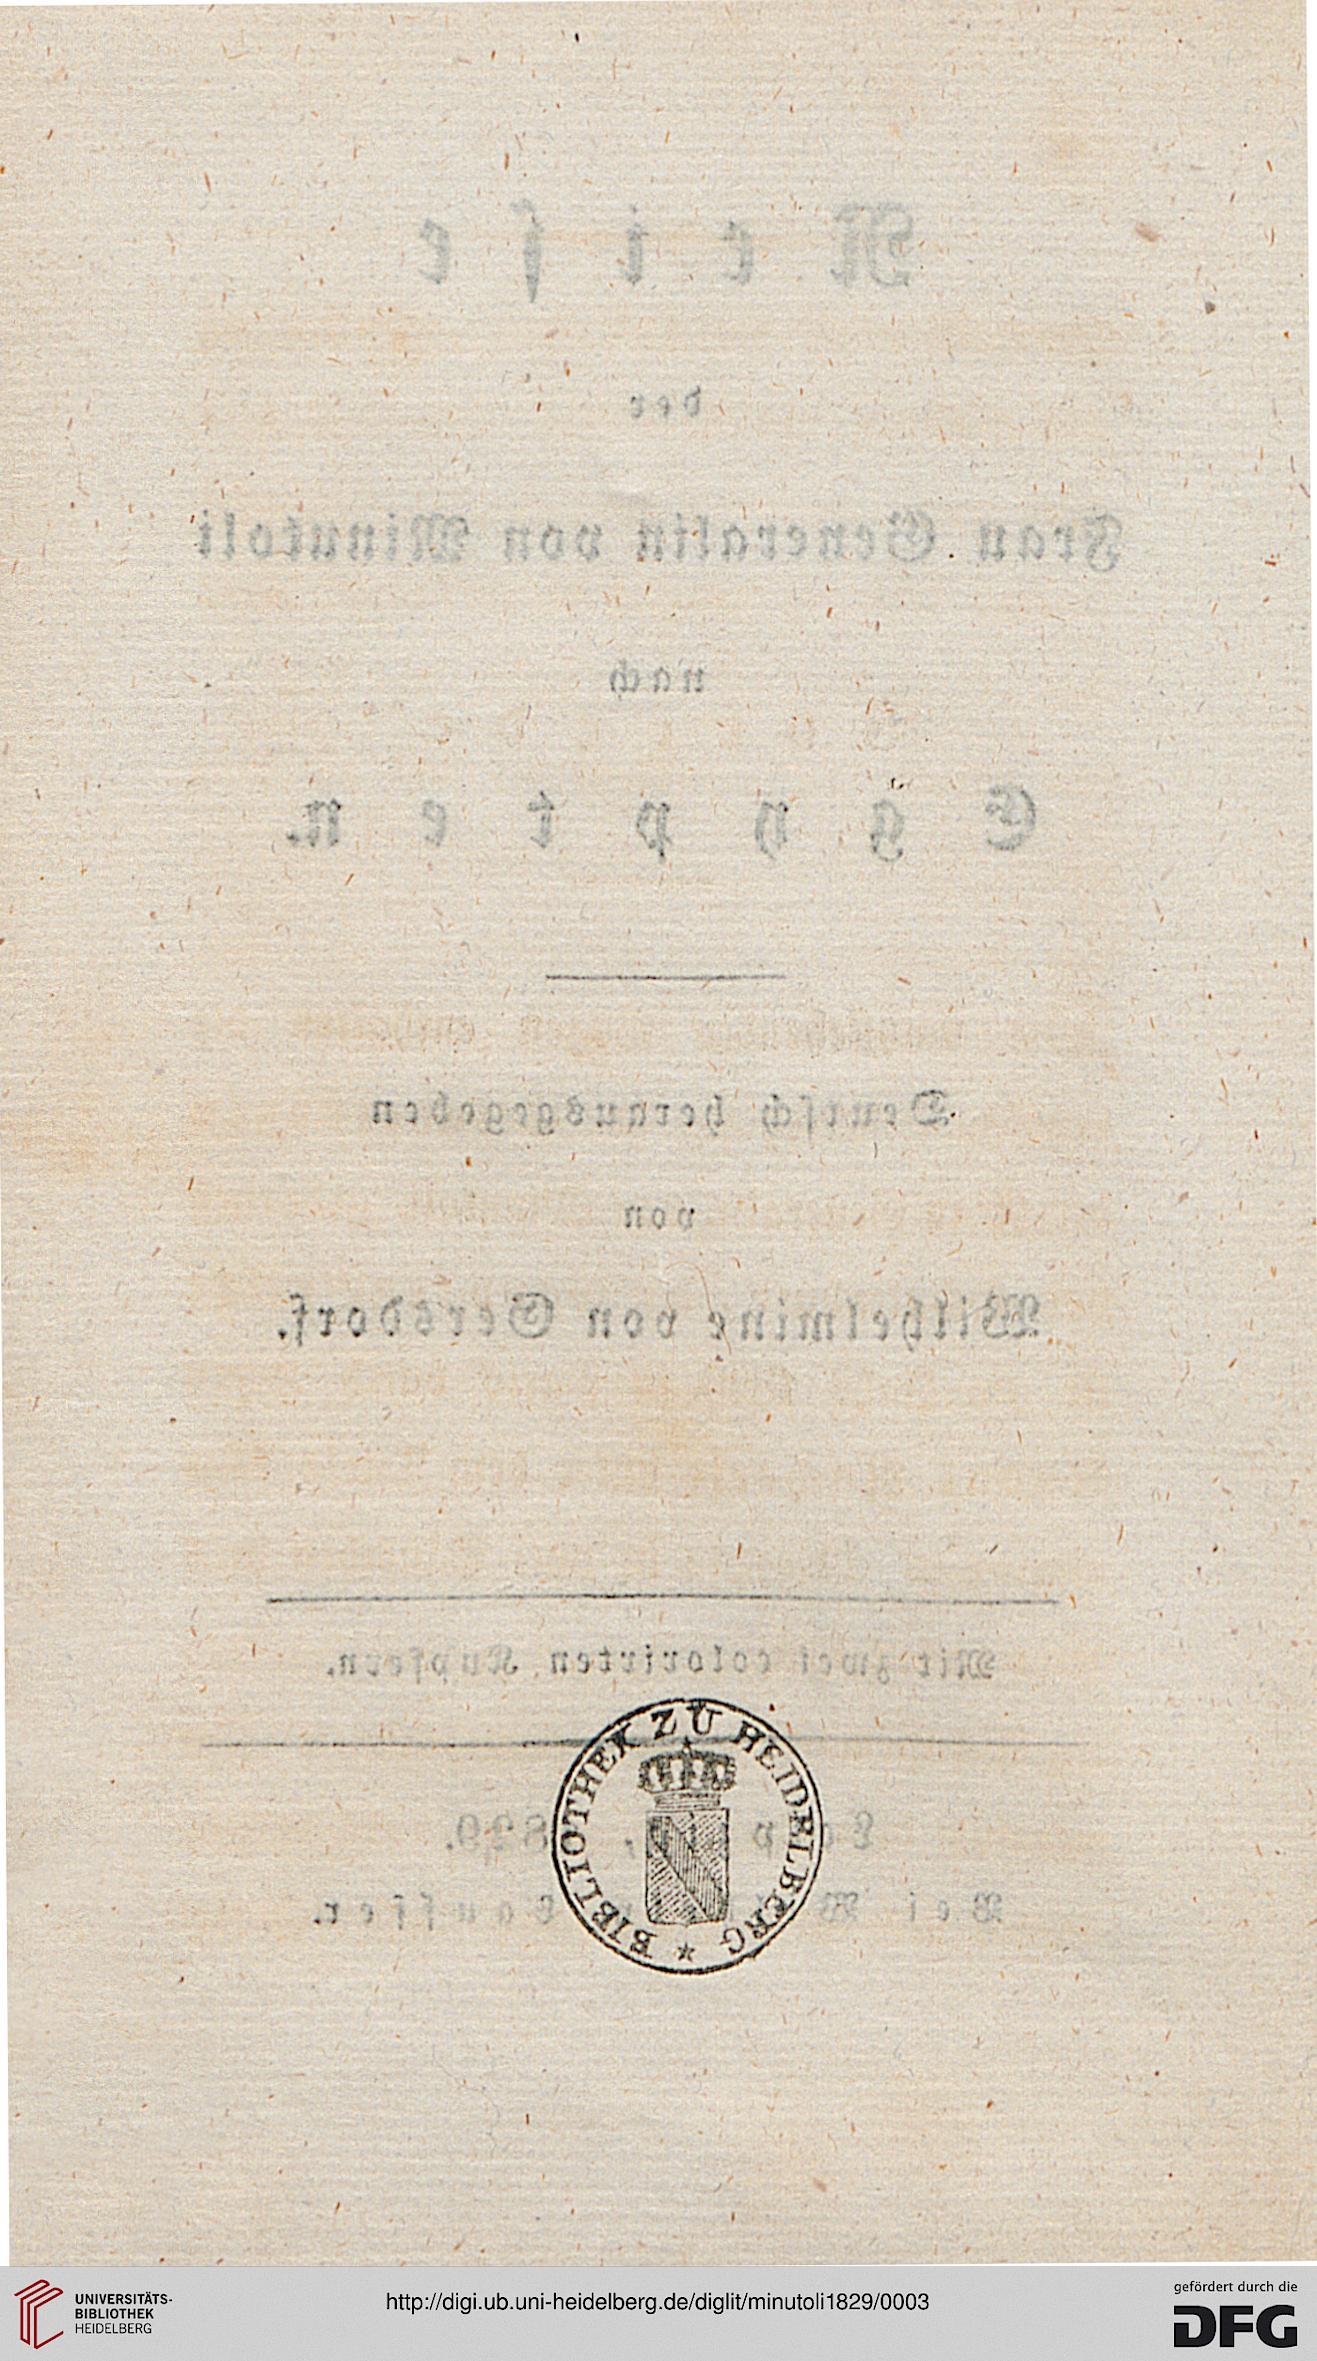 Reise
der
Frau Generalin von Minutoli
nach
Egypten.
Deutsch herausgegeben
von
Wilhelmine von Gersdorf.
Mit zwei colorirten Kupfern.
BIBLIOTHEK ZU HEIDELBERG
829.
Bei Lauffer.
UNIVERSITÄTS-
BIBLIOTHEK
HEIDELBERG
http://digi.ub.uni-heidelberg.de/diglit/minutoli1829/0003
gefördert durch die
DFG